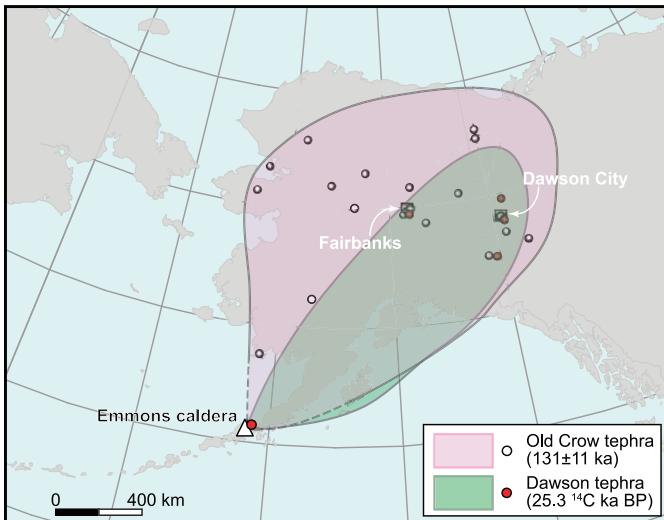 Dawson City
Fairbanks
Emmons caldera
Old Crow tephra
(131±11 ka)
Dawson tephra
(25.3 ¹⁴C ka BP)
0 400 km